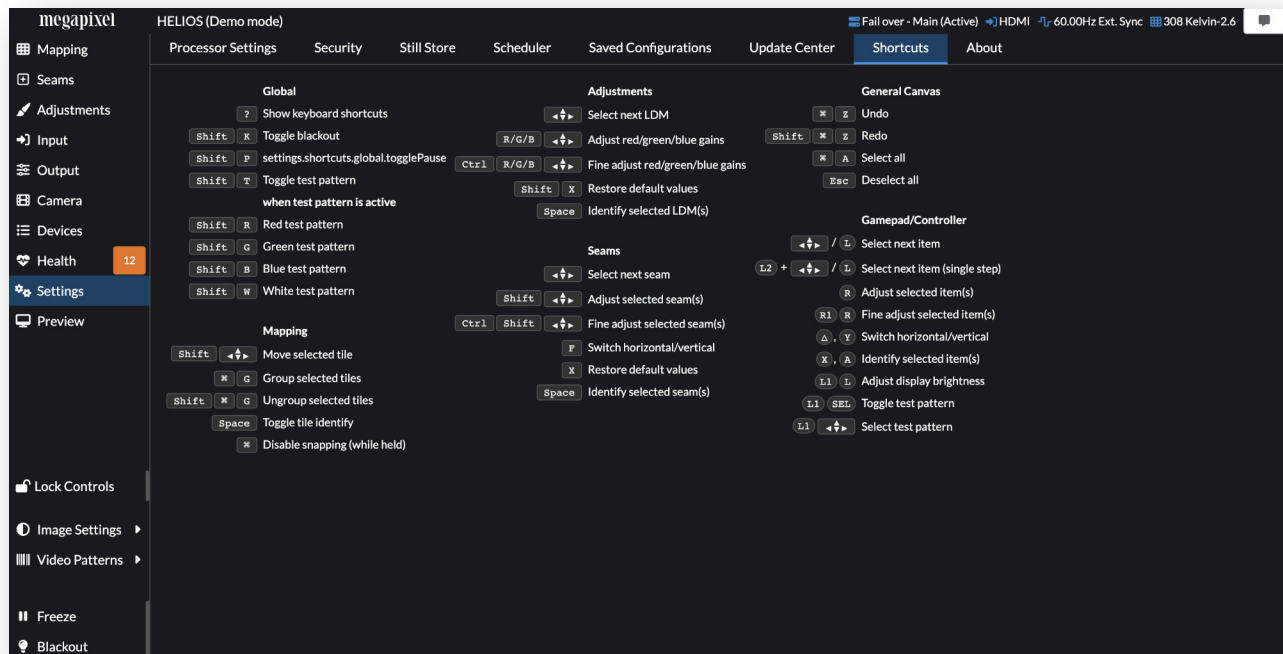 megapixel
HELIOS (Demo mode)
Fail over - Main (Active) HDMI 60.00Hz Ext. Sync 308 Kelvin-2.6
Mapping
Seams
Adjustments
Input
Output
Camera
Devices
Health 12
Settings
Preview
Lock Controls
Image Settings
Video Patterns
Freeze
Blackout
Processor Settings Security Still Store Scheduler Saved Configurations Update Center Shortcuts About
Global
? Show keyboard shortcuts
Shift K Toggle blackout
Shift P settings.shortcuts.global.togglePause
Shift T Toggle test pattern
when test pattern is active
Shift R Red test pattern
Shift G Green test pattern
Shift B Blue test pattern
Shift W White test pattern
Mapping
Shift Move selected tile
⌘ G Group selected tiles
Shift ⌘ G Ungroup selected tiles
Space Toggle tile identify
⌘ Disable snapping (while held)
Adjustments
Select next LDM
R/G/B Adjust red/green/blue gains
Ctrl R/G/B Fine adjust red/green/blue gains
Shift X Restore default values
Space Identify selected LDM(s)
Seams
Select next seam
Shift Adjust selected seam(s)
Ctrl Shift Fine adjust selected seam(s)
F Switch horizontal/vertical
X Restore default values
Space Identify selected seam(s)
General Canvas
⌘ Z Undo
Shift ⌘ Z Redo
⌘ A Select all
Esc Deselect all
Gamepad/Controller
/ L Select next item
L2 + / L Select next item (single step)
R Adjust selected item(s)
R1 R Fine adjust selected item(s)
△, Y Switch horizontal/vertical
X, A Identify selected item(s)
L1 L Adjust display brightness
L1 SEL Toggle test pattern
L1 Select test pattern